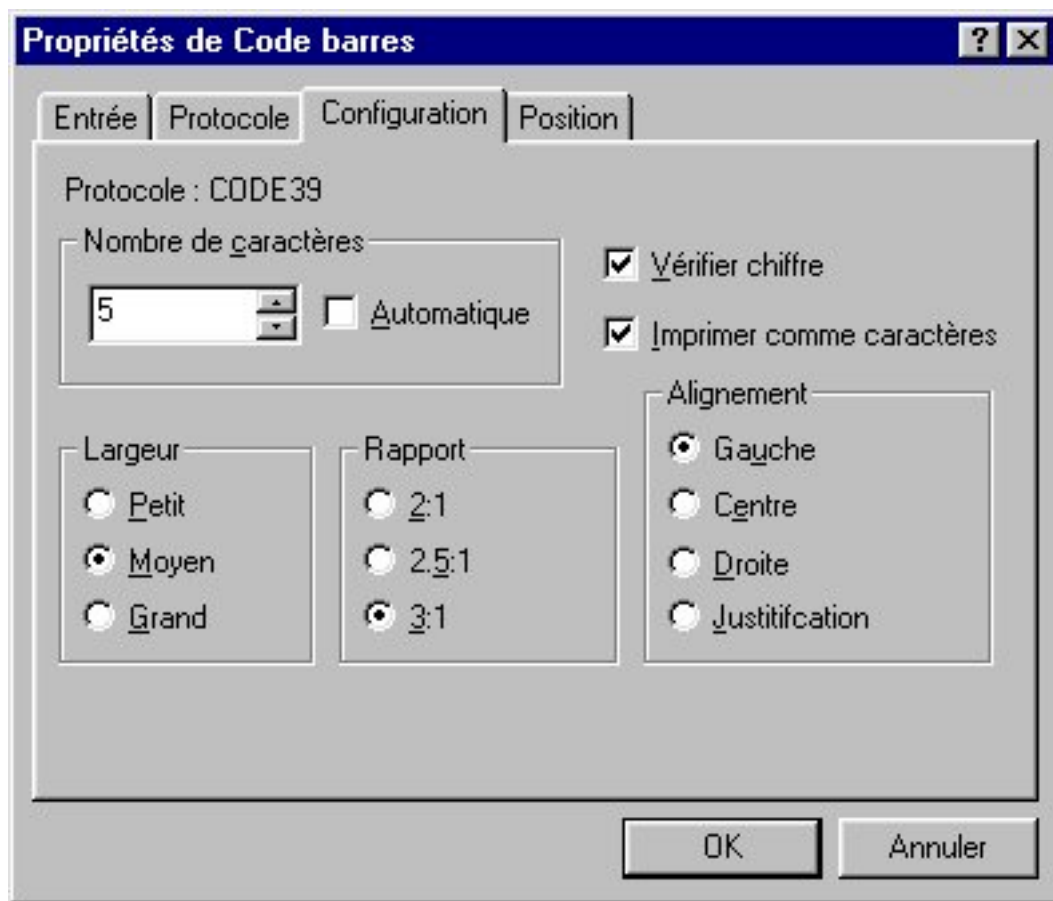 Propriétés de Code barres
Entrée Protocole Configuration Position
Protocole : CODE39
Nombre de caractères
5
Automatique
Vérifier chiffre
Imprimer comme caractères
Largeur
Petit
Moyen
Grand
Rapport
2:1
2.5:1
3:1
Alignement
Gauche
Centre
Droite
Justitifcation
OK
Annuler